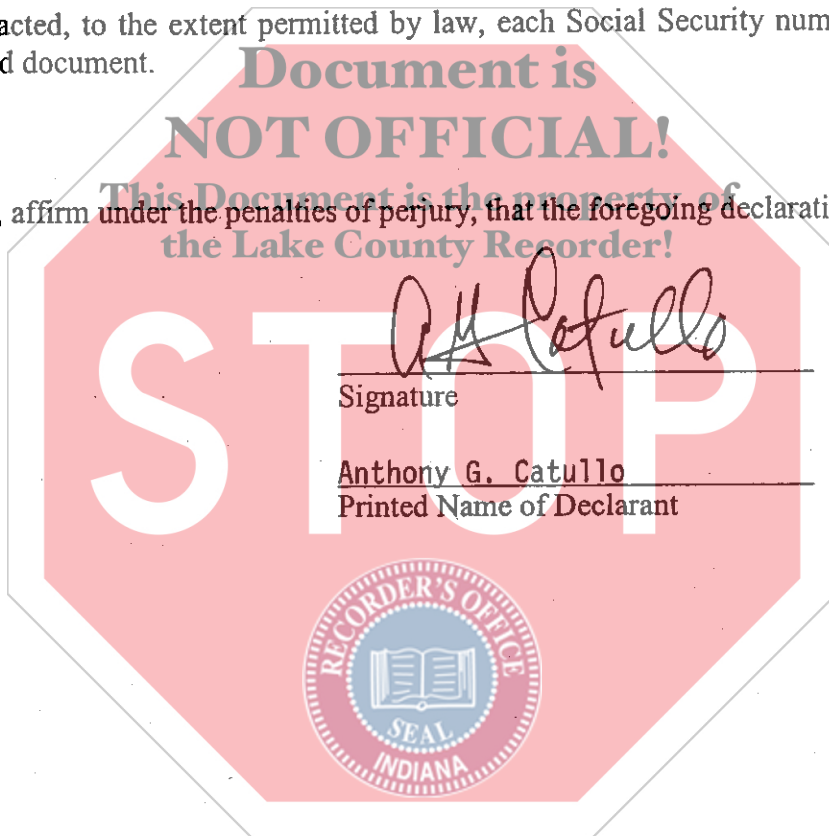 acted, to the extent permitted by law, each Social Security num
d document.
Document is
NOT OFFICIAL!
This Document is the property of
, affirm under the penalties of perjury, that the foregoing declarati
the Lake County Recorder!
STOP
A G Catullo
Signature
Anthony G. Catullo
Printed Name of Declarant
RECORDER'S OFFICE
SEAL
INDIANA